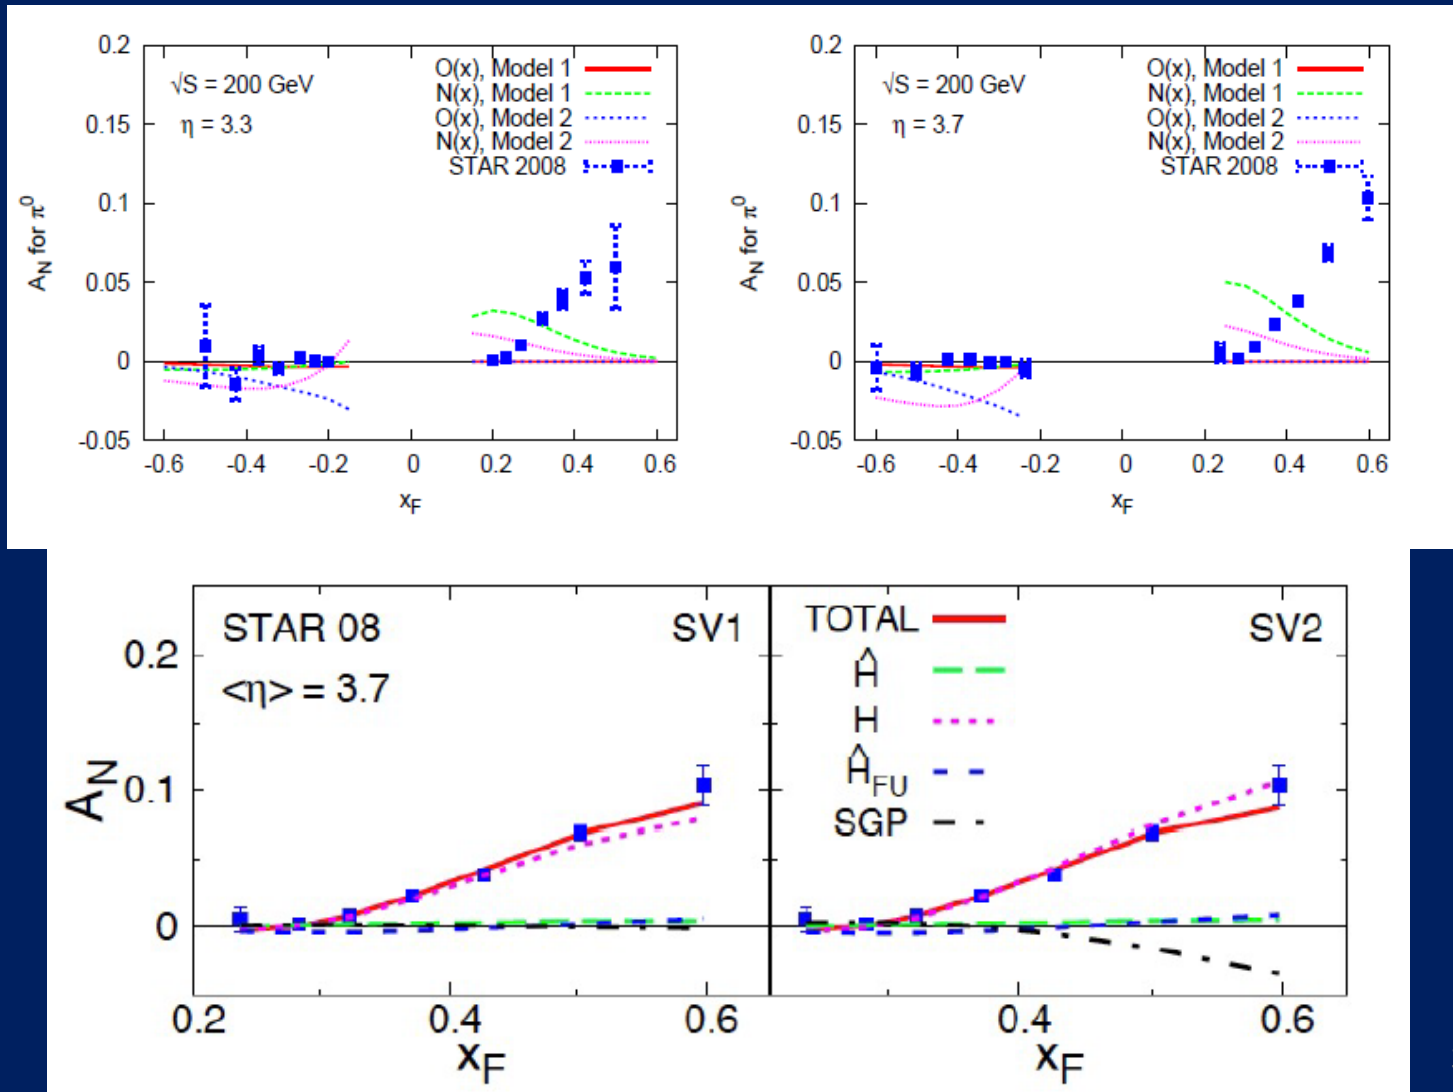 0.2
0.15
0.1
0.05
0
-0.05
A_N for π^0
√S = 200 GeV
η = 3.3
O(x), Model 1
N(x), Model 1
O(x), Model 2
N(x), Model 2
STAR 2008
-0.6 -0.4 -0.2 0 0.2 0.4 0.6
x_F
0.2
0.15
0.1
0.05
0
-0.05
A_N for π^0
√S = 200 GeV
η = 3.7
O(x), Model 1
N(x), Model 1
O(x), Model 2
N(x), Model 2
STAR 2008
-0.6 -0.4 -0.2 0 0.2 0.4 0.6
x_F
A_N
0.2
0.1
0
STAR 08
SV1
<η> = 3.7
0.2 0.4 0.6
x_F
TOTAL
Ĥ
H
Ĥ_FU
SGP
SV2
0.4 0.6
x_F